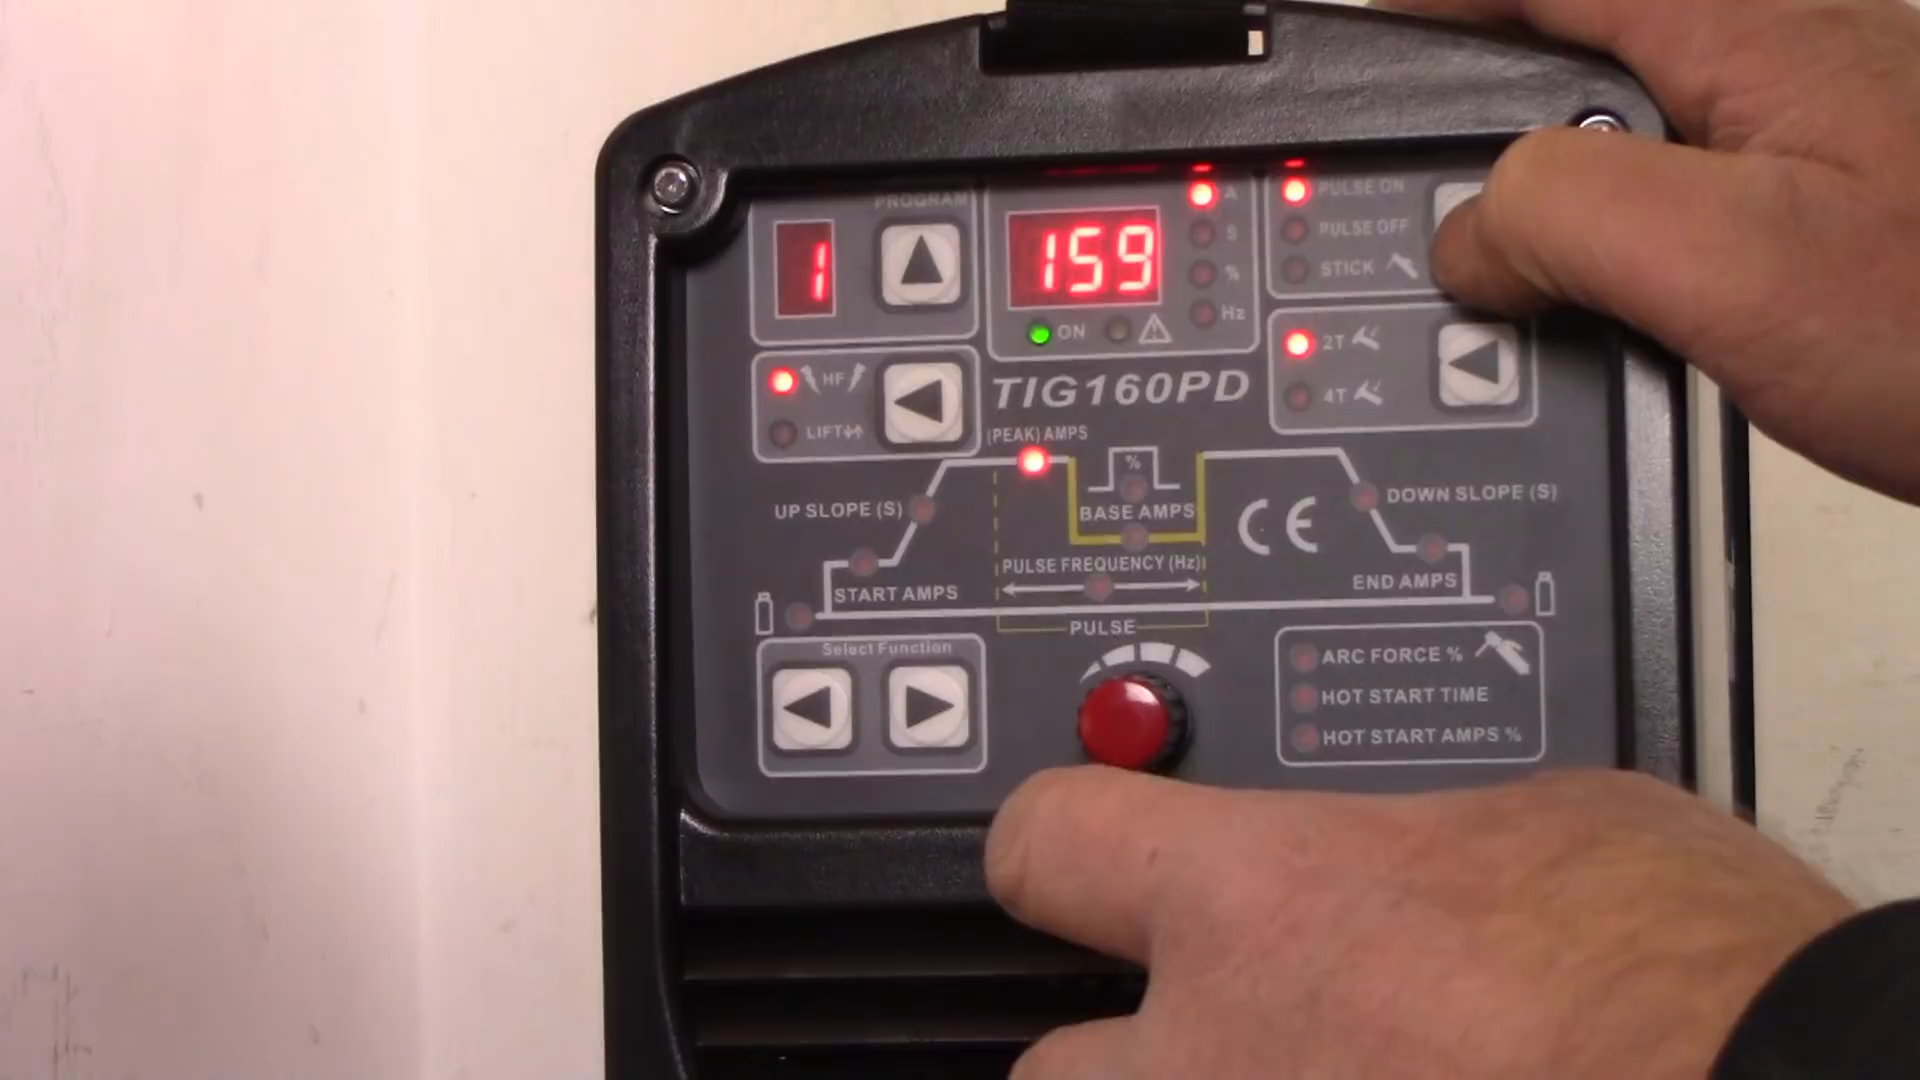 PROGRAM
1
159
A
S
%
Hz
ON
PULSE ON
PULSE OFF
STICK
HF
LIFT
2T
4T
TIG160PD
(PEAK) AMPS
%
UP SLOPE (S)
BASE AMPS
CE
DOWN SLOPE (S)
PULSE FREQUENCY (Hz)
START AMPS
END AMPS
PULSE
Select Function
ARC FORCE %
HOT START TIME
HOT START AMPS %